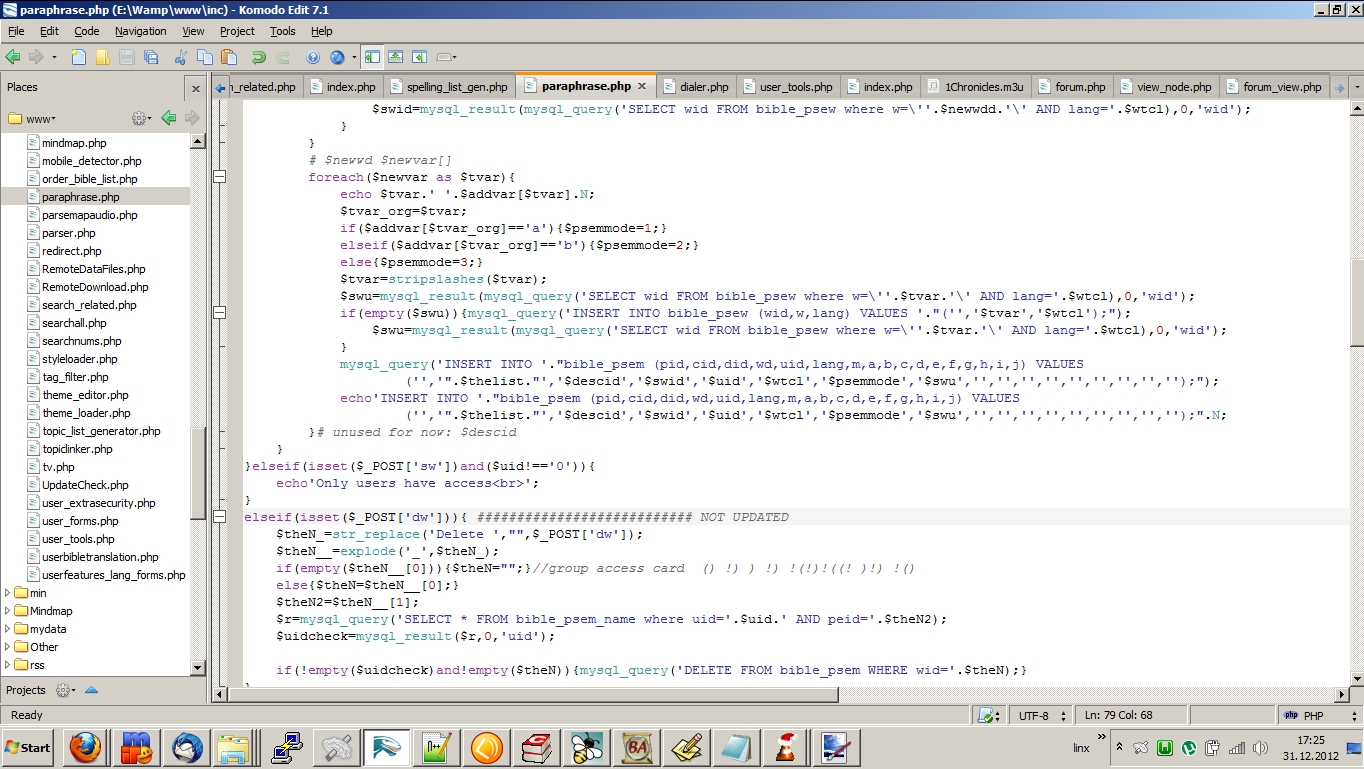 paraphrase.php (E:\Wamp\www\inc) - Komodo Edit 7.1
File Edit Code Navigation View Project Tools Help
Places
h_related.php index.php spelling_list_gen.php paraphrase.php dialer.php user_tools.php index.php 1Chronicles.m3u forum.php view_node.php forum_view.php
www
mindmap.php
mobile_detector.php
order_bible_list.php
paraphrase.php
parsemapaudio.php
parser.php
redirect.php
RemoteDataFiles.php
RemoteDownload.php
search_related.php
searchall.php
searchnums.php
styleloader.php
tag_filter.php
theme_editor.php
theme_loader.php
topic_list_generator.php
topiclinker.php
tv.php
UpdateCheck.php
user_extrasecurity.php
user_forms.php
user_tools.php
userbibletranslation.php
userfeatures_lang_forms.php
min
Mindmap
mydata
Other
rss
Projects
$swid=mysql_result(mysql_query('SELECT wid FROM bible_psew where w=\''.$newwdd.'\' AND lang='.$wtcl),0,'wid');
}
}
# $newwd $newvar[]
foreach($newvar as $tvar){
echo $tvar.' '.$addvar[$tvar].N;
$tvar_org=$tvar;
if($addvar[$tvar_org]=='a'){$psemmode=1;}
elseif($addvar[$tvar_org]=='b'){$psemmode=2;}
else{$psemmode=3;}
$tvar=stripslashes($tvar);
$swu=mysql_result(mysql_query('SELECT wid FROM bible_psew where w=\''.$tvar.'\' AND lang='.$wtcl),0,'wid');
if(empty($swu)){mysql_query('INSERT INTO bible_psew (wid,w,lang) VALUES '."('','$tvar','$wtcl');");
$swu=mysql_result(mysql_query('SELECT wid FROM bible_psew where w=\''.$tvar.'\' AND lang='.$wtcl),0,'wid');
}
mysql_query('INSERT INTO '."bible_psem (pid,cid,did,wd,uid,lang,m,a,b,c,d,e,f,g,h,i,j) VALUES
('','".$thelist."','$descid','$swid','$uid','$wtcl','$psemmode','$swu','','','','','','','','','');");
echo'INSERT INTO '."bible_psem (pid,cid,did,wd,uid,lang,m,a,b,c,d,e,f,g,h,i,j) VALUES
('','".$thelist."','$descid','$swid','$uid','$wtcl','$psemmode','$swu','','','','','','','','','');".N;
}# unused for now: $descid
}
}elseif(isset($_POST['sw'])and($uid!=='0')){
echo'Only users have access<br>';
}
elseif(isset($_POST['dw'])){ ########################### NOT UPDATED
$theN_=str_replace('Delete ',"",$_POST['dw']);
$theN__=explode('_',$theN_);
if(empty($theN__[0])){$theN="";}//group access card () !) ) !) !(!)!((! )!) !()
else{$theN=$theN__[0];}
$theN2=$theN__[1];
$r=mysql_query('SELECT * FROM bible_psem_name where uid='.$uid.' AND peid='.$theN2);
$uidcheck=mysql_result($r,0,'uid');
if(!empty($uidcheck)and!empty($theN)){mysql_query('DELETE FROM bible_psem WHERE wid='.$theN);}
Ready UTF-8 Ln: 79 Col: 68 php PHP
Start linx 17:25
31.12.2012